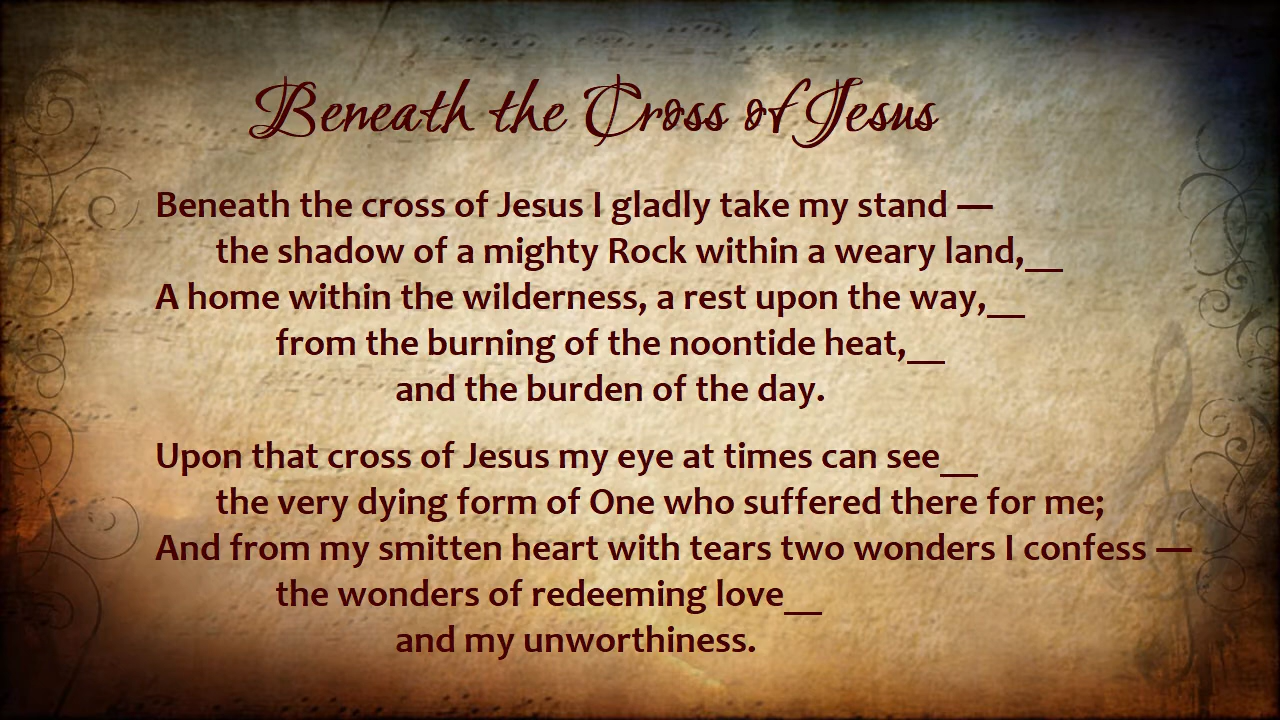 Beneath the Cross of Jesus
Beneath the cross of Jesus I gladly take my stand —
the shadow of a mighty Rock within a weary land,__
A home within the wilderness, a rest upon the way,__
from the burning of the noontide heat,__
and the burden of the day.
Upon that cross of Jesus my eye at times can see__
the very dying form of One who suffered there for me;
And from my smitten heart with tears two wonders I confess —
the wonders of redeeming love__
and my unworthiness.